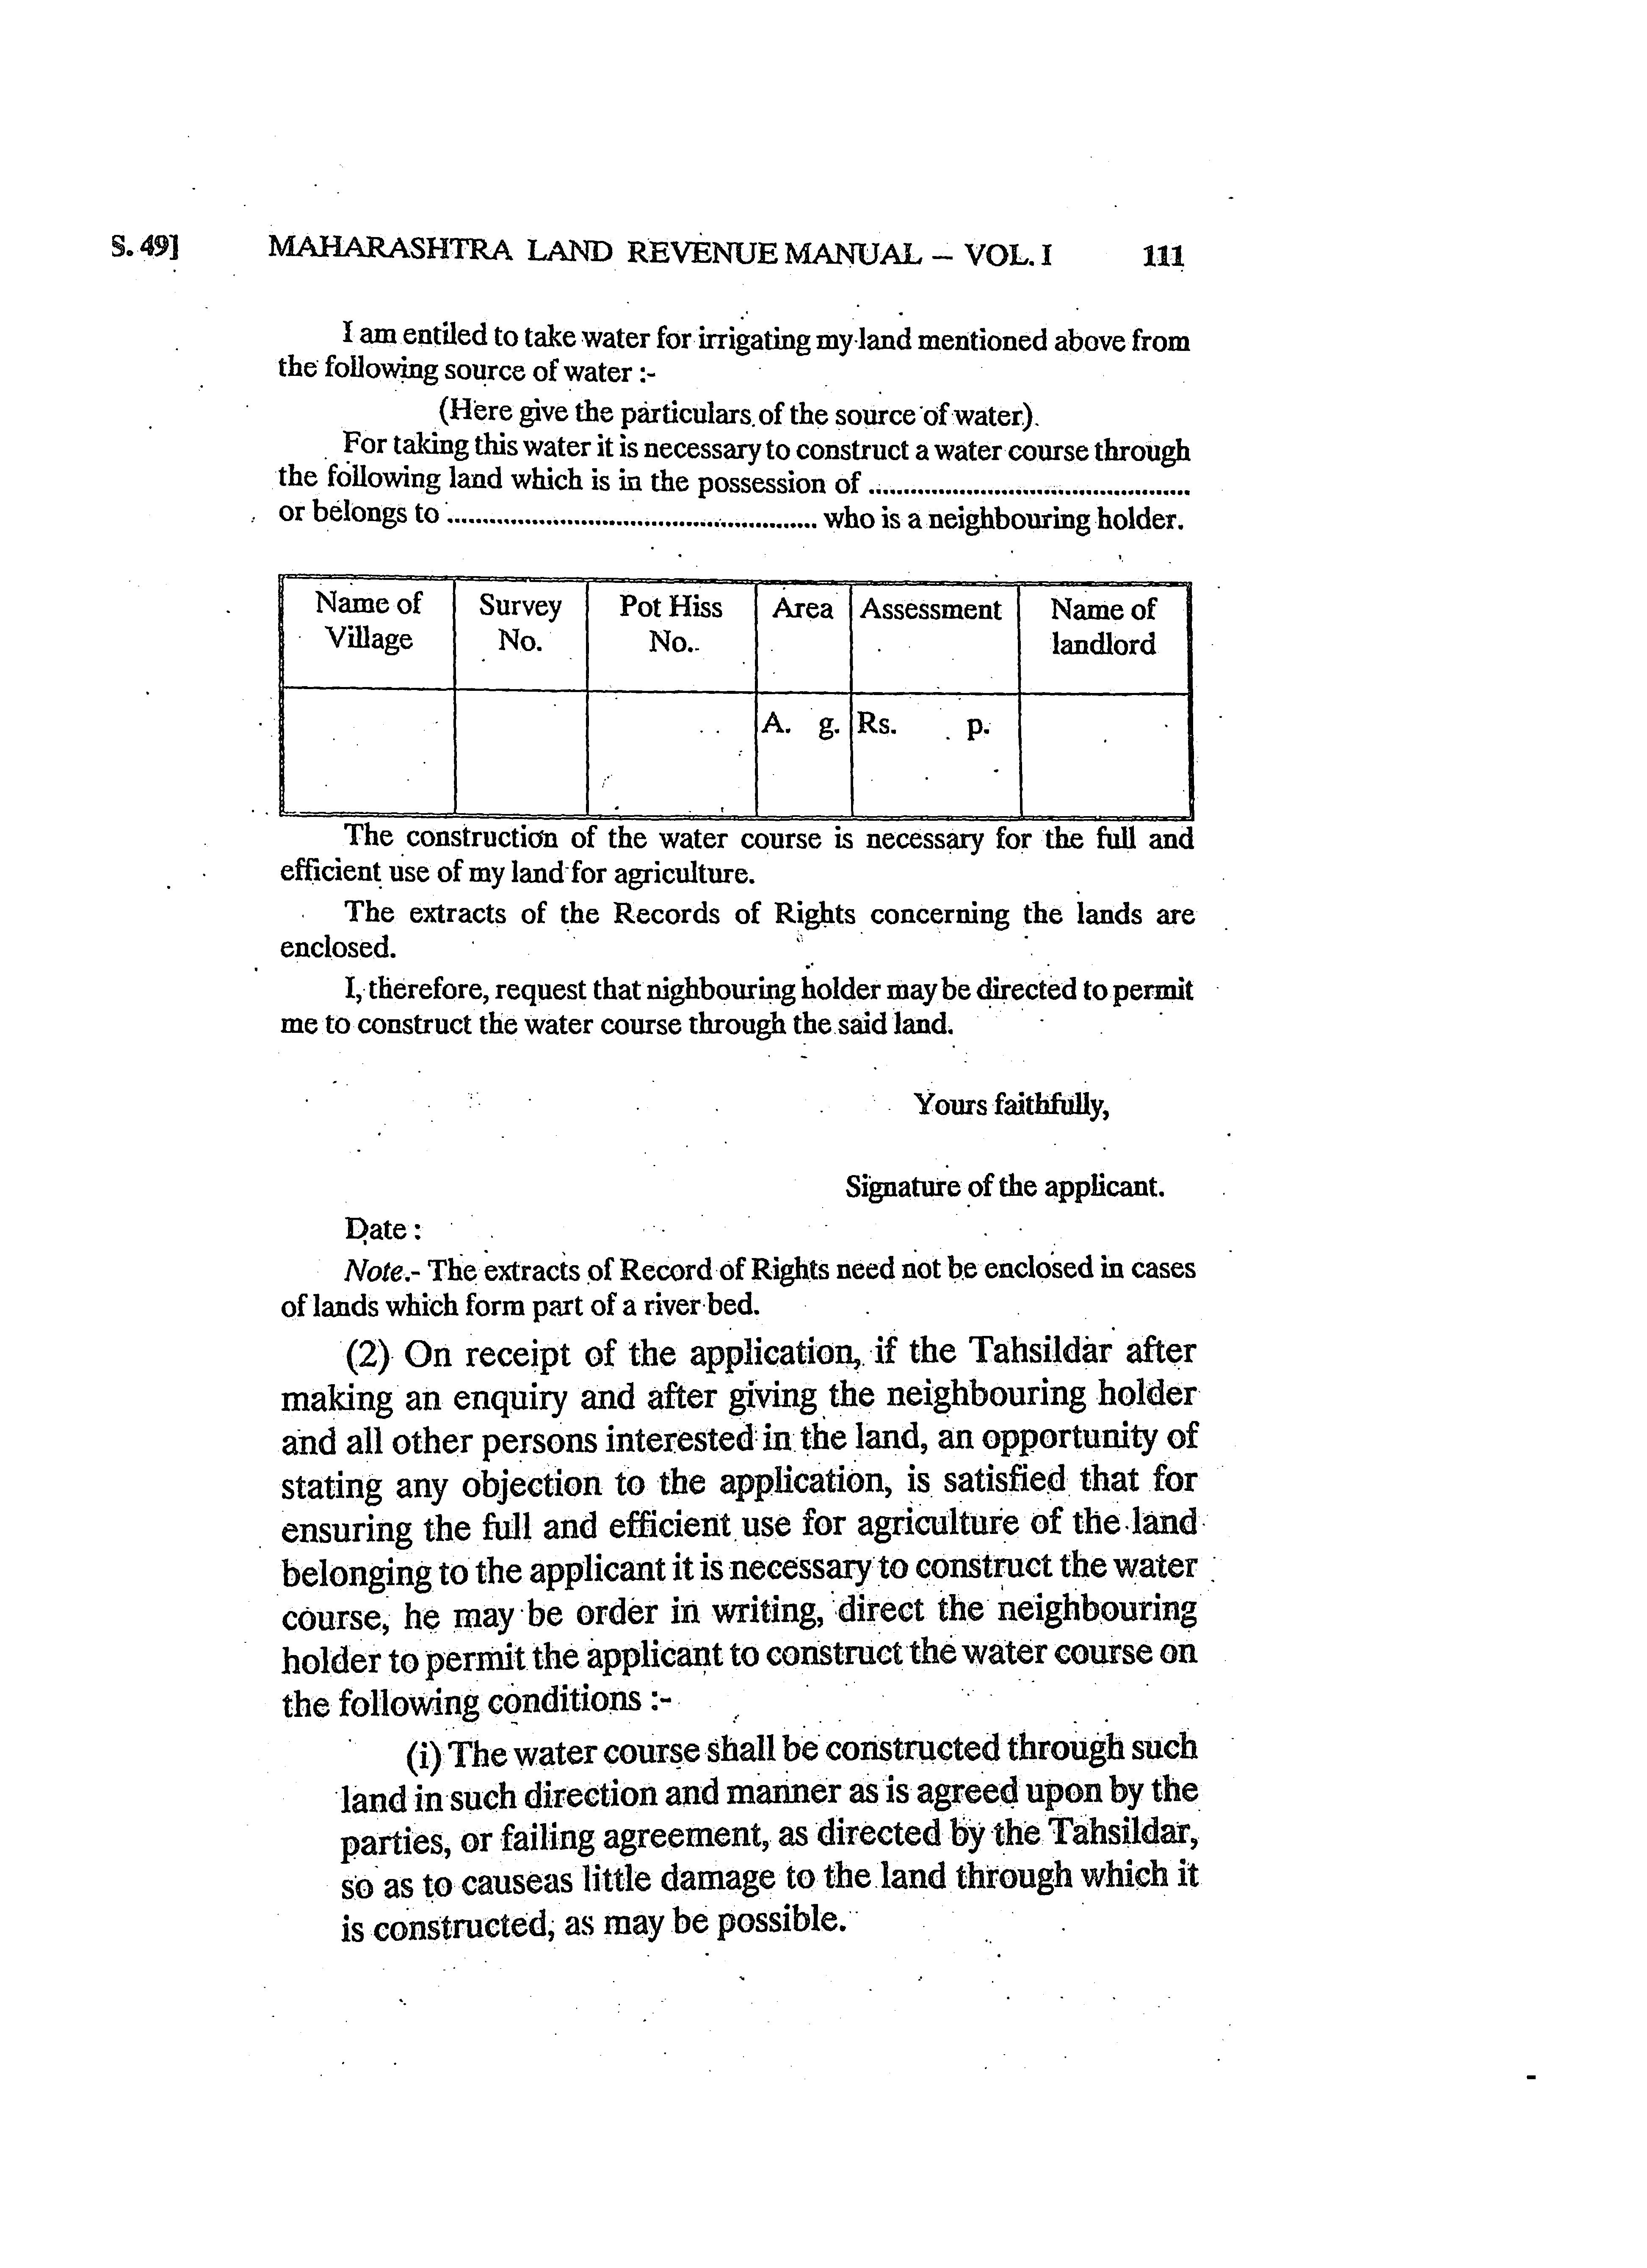 S. 49] MAHARASHTRA LAND REVENUE MANUAL – VOL. I 111
I am entiled to take water for irrigating my land mentioned above from
the following source of water :-
(Here give the particulars of the source of water).
For taking this water it is necessary to construct a water course through
the following land which is in the possession of ..............................................
or belongs to ..................................................... who is a neighbouring holder.
Name of Survey Pot Hiss Area Assessment Name of
Village No. No. landlord
A. g. Rs. p.
The construction of the water course is necessary for the full and
efficient use of my land for agriculture.
The extracts of the Records of Rights concerning the lands are
enclosed.
I, therefore, request that nighbouring holder may be directed to permit
me to construct the water course through the said land.
Yours faithfully,
Signature of the applicant.
Date :
Note.- The extracts of Record of Rights need not be enclosed in cases
of lands which form part of a river bed.
(2) On receipt of the application, if the Tahsildar after
making an enquiry and after giving the neighbouring holder
and all other persons interested in the land, an opportunity of
stating any objection to the application, is satisfied that for
ensuring the full and efficient use for agriculture of the land
belonging to the applicant it is necessary to construct the water
course, he may be order in writing, direct the neighbouring
holder to permit the applicant to construct the water course on
the following conditions :-
(i) The water course shall be constructed through such
land in such direction and manner as is agreed upon by the
parties, or failing agreement, as directed by the Tahsildar,
so as to causeas little damage to the land through which it
is constructed, as may be possible.